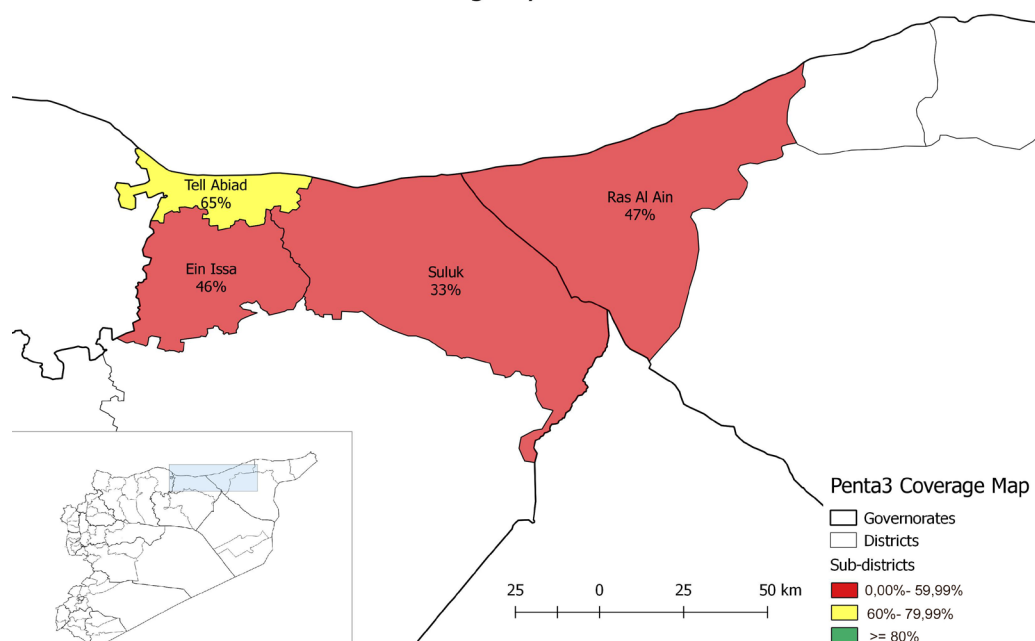 Tell Abiad
65%
Ras Al Ain
47%
Ein Issa
46%
Suluk
33%
Penta3 Coverage Map
Governorates
Districts
Sub-districts
0,00%- 59,99%
60%- 79,99%
>= 80%
25 0 25 50 km